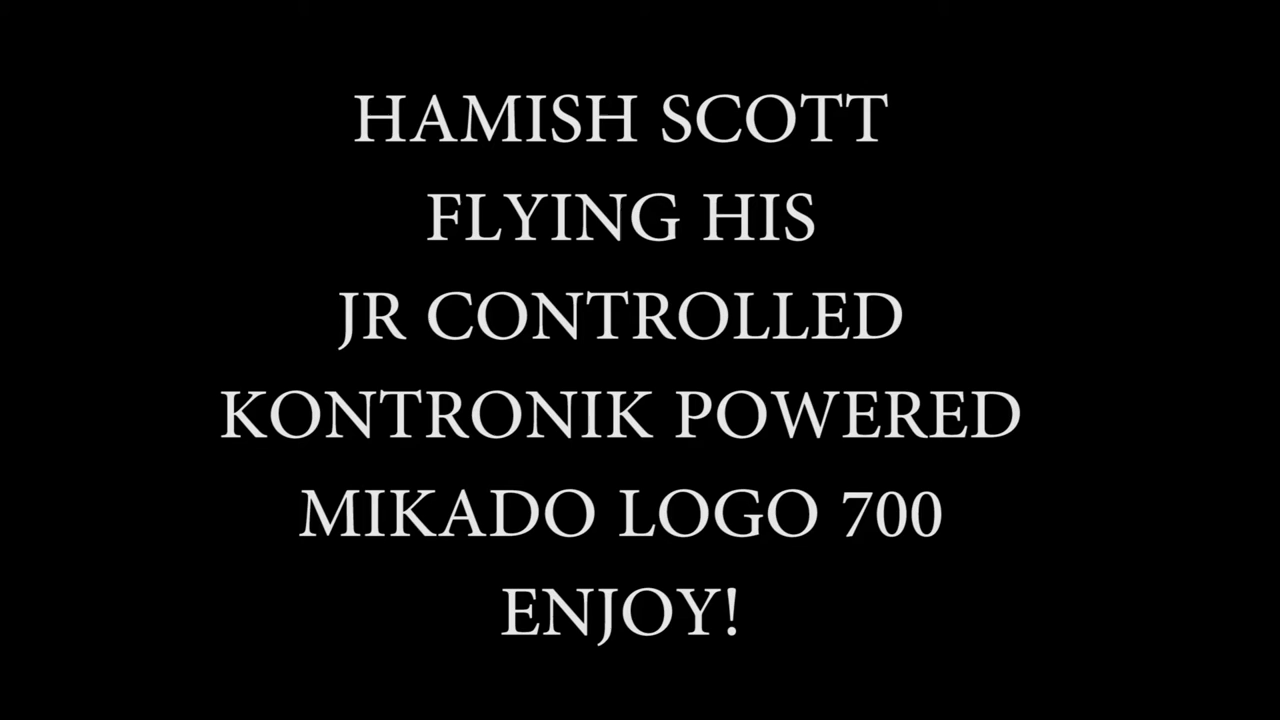 HAMISH SCOTT
FLYING HIS
JR CONTROLLED
KONTRONIK POWERED
MIKADO LOGO 700
ENJOY!